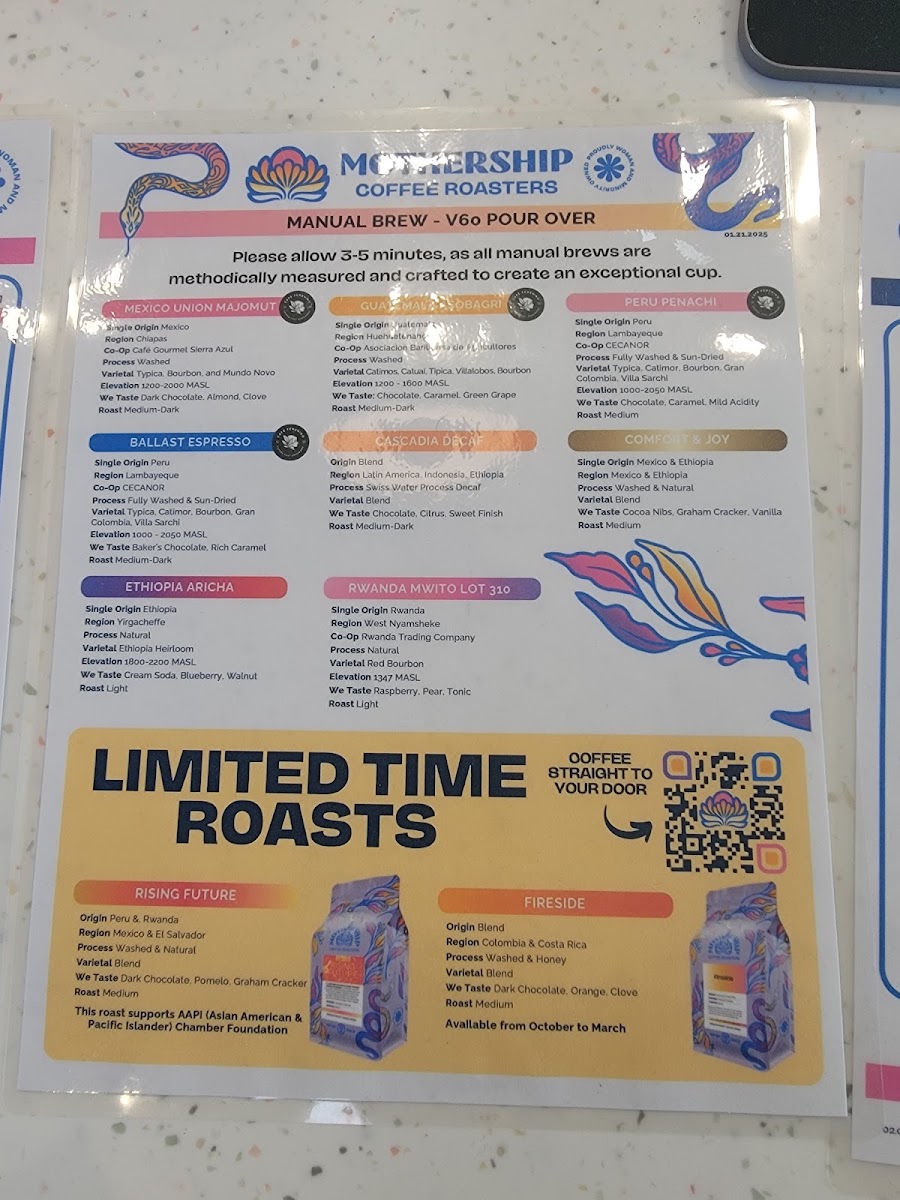 MOTHERSHIP
COFFEE ROASTERS
PROUDLY WOMAN AND MINORITY OWNED
MANUAL BREW - V60 POUR OVER
01.21.2025
Please allow 3-5 minutes, as all manual brews are
methodically measured and crafted to create an exceptional cup.
MEXICO UNION MAJOMUT
Single Origin Mexico
Region Chiapas
Co-Op Café Gourmet Sierra Azul
Process Washed
Varietal Typica, Bourbon, and Mundo Novo
Elevation 1200-2000 MASL
We Taste Dark Chocolate, Almond, Clove
Roast Medium-Dark
GUATEMALA ASOBAGRI
Single Origin Guatemala
Region Huehuetenango
Co-Op Asociacion Barillense de Agricultores
Process Washed
Varietal Catimos, Catuai, Tipica, Villalobos, Bourbon
Elevation 1200 - 1600 MASL
We Taste: Chocolate, Caramel, Green Grape
Roast Medium-Dark
PERU PENACHI
Single Origin Peru
Region Lambayeque
Co-Op CECANOR
Process Fully Washed & Sun-Dried
Varietal Typica, Catimor, Bourbon, Gran
Colombia, Villa Sarchi
Elevation 1000-2050 MASL
We Taste Chocolate, Caramel, Mild Acidity
Roast Medium
BALLAST ESPRESSO
Single Origin Peru
Region Lambayeque
Co-Op CECANOR
Process Fully Washed & Sun-Dried
Varietal Typica, Catimor, Bourbon, Gran
Colombia, Villa Sarchi
Elevation 1000 - 2050 MASL
We Taste Baker's Chocolate, Rich Caramel
Roast Medium-Dark
CASCADIA DECAF
Origin Blend
Region Latin America, Indonesia, Ethiopia
Process Swiss Water Process Decaf
Varietal Blend
We Taste Chocolate, Citrus, Sweet Finish
Roast Medium-Dark
COMFORT & JOY
Single Origin Mexico & Ethiopia
Region Mexico & Ethiopia
Process Washed & Natural
Varietal Blend
We Taste Cocoa Nibs, Graham Cracker, Vanilla
Roast Medium
ETHIOPIA ARICHA
Single Origin Ethiopia
Region Yirgacheffe
Process Natural
Varietal Ethiopia Heirloom
Elevation 1800-2200 MASL
We Taste Cream Soda, Blueberry, Walnut
Roast Light
RWANDA MWITO LOT 310
Single Origin Rwanda
Region West Nyamsheke
Co-Op Rwanda Trading Company
Process Natural
Varietal Red Bourbon
Elevation 1347 MASL
We Taste Raspberry, Pear, Tonic
Roast Light
LIMITED TIME
ROASTS
OOFFEE
STRAIGHT TO
YOUR DOOR
RISING FUTURE
Origin Peru & Rwanda
Region Mexico & El Salvador
Process Washed & Natural
Varietal Blend
We Taste Dark Chocolate, Pomelo, Graham Cracker
Roast Medium
This roast supports AAPI (Asian American &
Pacific Islander) Chamber Foundation
FIRESIDE
Origin Blend
Region Colombia & Costa Rica
Process Washed & Honey
Varietal Blend
We Taste Dark Chocolate, Orange, Clove
Roast Medium
Available from October to March